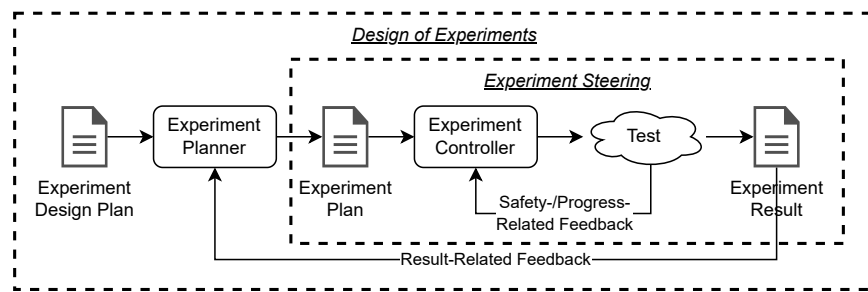 Design of Experiments
Experiment Steering
Experiment
Planner
Experiment
Controller
Test
Experiment
Design Plan
Experiment
Plan
Experiment
Result
Safety-/Progress-
Related Feedback
Result-Related Feedback